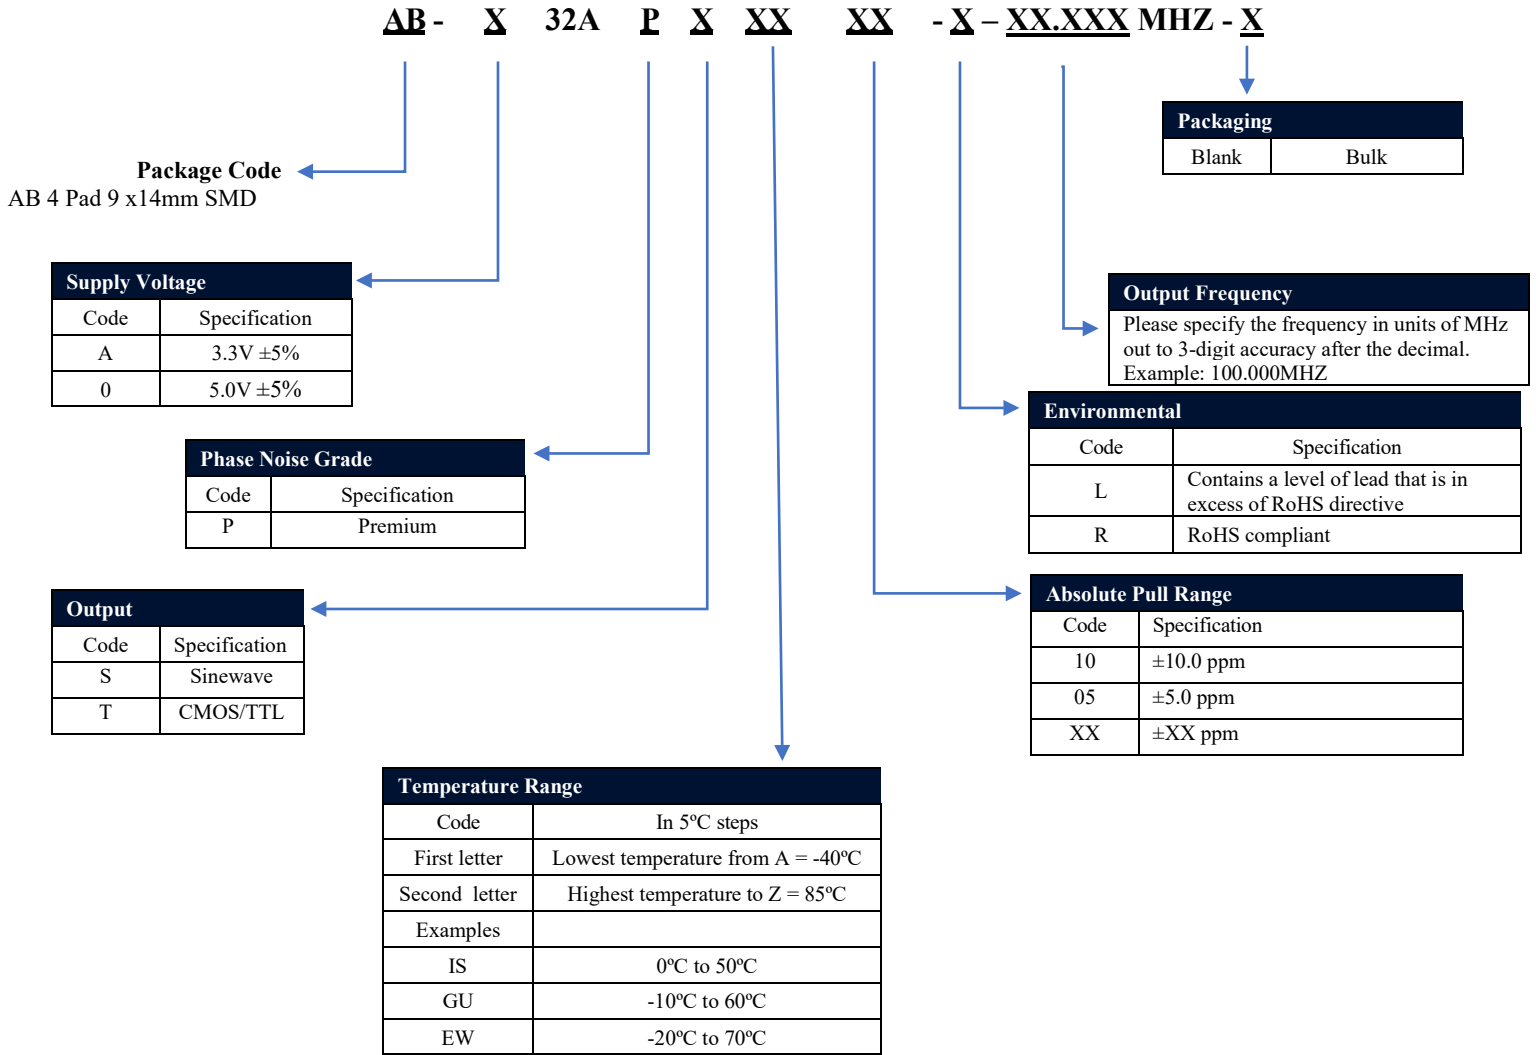 AB - X 32A P X XX XX - X – XX.XXX MHZ - X
Packaging
Blank Bulk
Package Code
AB 4 Pad 9 x14mm SMD
Supply Voltage
Code Specification
A 3.3V ±5%
0 5.0V ±5%
Output Frequency
Please specify the frequency in units of MHz
out to 3-digit accuracy after the decimal.
Example: 100.000MHZ
Environmental
Code Specification
L Contains a level of lead that is in
excess of RoHS directive
R RoHS compliant
Phase Noise Grade
Code Specification
P Premium
Output
Code Specification
S Sinewave
T CMOS/TTL
Absolute Pull Range
Code Specification
10 ±10.0 ppm
05 ±5.0 ppm
XX ±XX ppm
Temperature Range
Code In 5ºC steps
First letter Lowest temperature from A = -40ºC
Second letter Highest temperature to Z = 85ºC
Examples
IS 0ºC to 50ºC
GU -10ºC to 60ºC
EW -20ºC to 70ºC